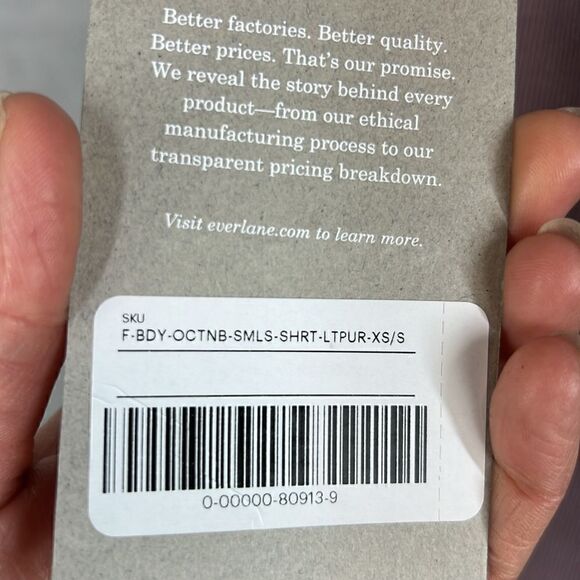 Better factories. Better quality.
Better prices. That's our promise.
We reveal the story behind every
product—from our ethical
manufacturing process to our
transparent pricing breakdown.
Visit everlane.com to learn more.
SKU
F-BDY-OCTNB-SMLS-SHRT-LTPUR-XS/S
0-00000-80913-9